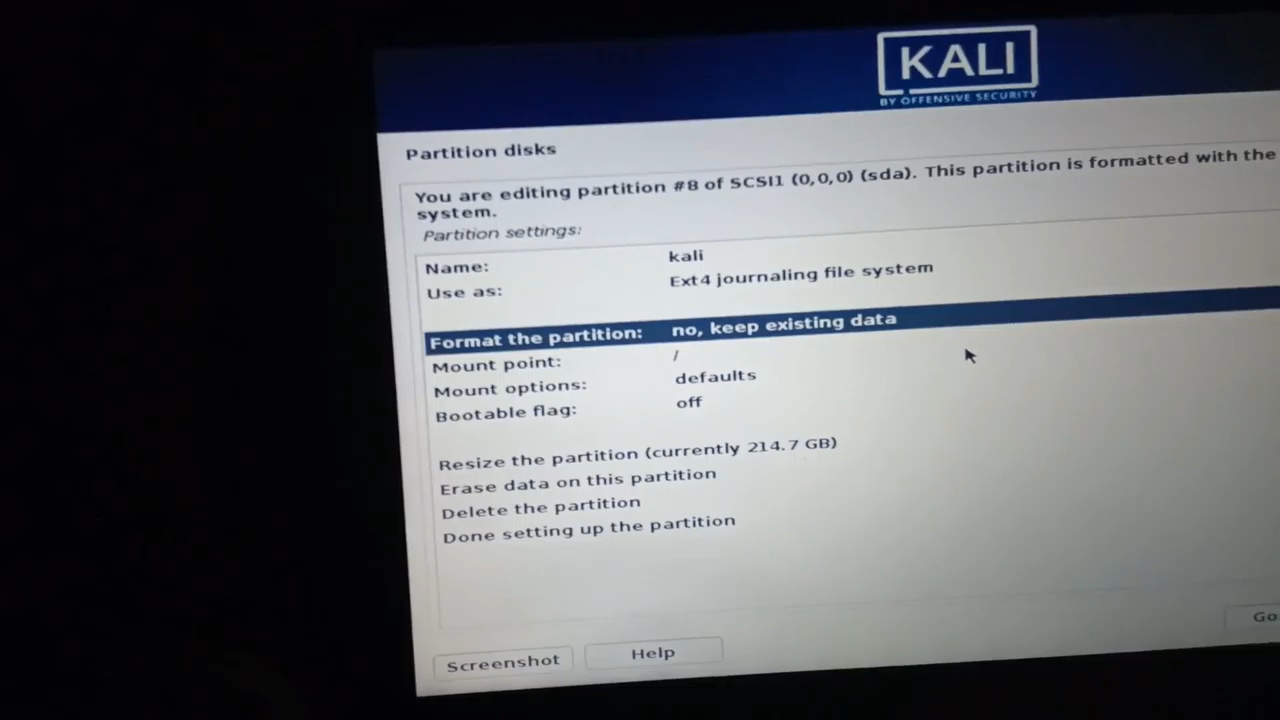 KALI
BY OFFENSIVE SECURITY
Partition disks
You are editing partition #8 of SCSI1 (0,0,0) (sda). This partition is formatted with the
system.
Partition settings:
Name: kali
Use as: Ext4 journaling file system
Format the partition: no, keep existing data
Mount point: /
Mount options: defaults
Bootable flag: off
Resize the partition (currently 214.7 GB)
Erase data on this partition
Delete the partition
Done setting up the partition
Screenshot Help Go